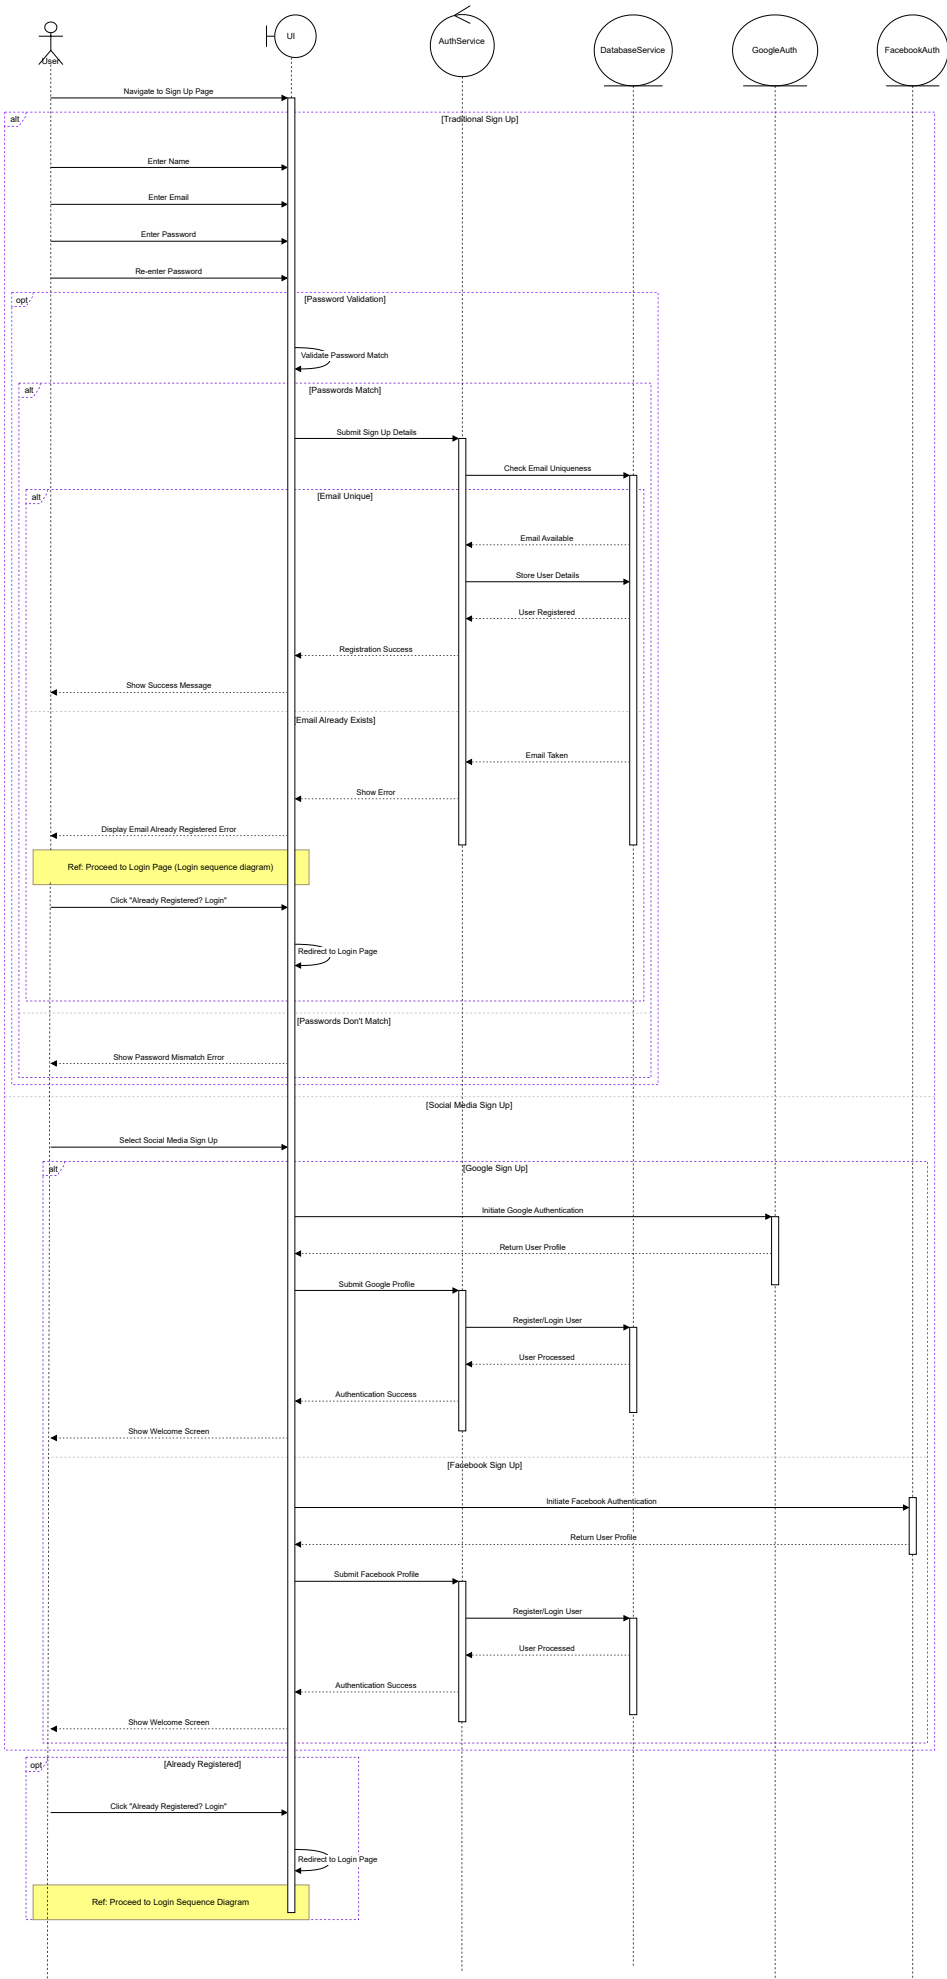 User
UI
AuthService
DatabaseService
GoogleAuth
FacebookAuth
Navigate to Sign Up Page
alt
[Traditional Sign Up]
Enter Name
Enter Email
Enter Password
Re-enter Password
opt
[Password Validation]
Validate Password Match
alt
[Passwords Match]
Submit Sign Up Details
Check Email Uniqueness
alt
[Email Unique]
Email Available
Store User Details
User Registered
Registration Success
Show Success Message
[Email Already Exists]
Email Taken
Show Error
Display Email Already Registered Error
Ref: Proceed to Login Page (Login sequence diagram)
Click "Already Registered? Login"
Redirect to Login Page
[Passwords Don't Match]
Show Password Mismatch Error
[Social Media Sign Up]
Select Social Media Sign Up
alt
[Google Sign Up]
Initiate Google Authentication
Return User Profile
Submit Google Profile
Register/Login User
User Processed
Authentication Success
Show Welcome Screen
[Facebook Sign Up]
Initiate Facebook Authentication
Return User Profile
Submit Facebook Profile
Register/Login User
User Processed
Authentication Success
Show Welcome Screen
opt
[Already Registered]
Click "Already Registered? Login"
Redirect to Login Page
Ref: Proceed to Login Sequence Diagram